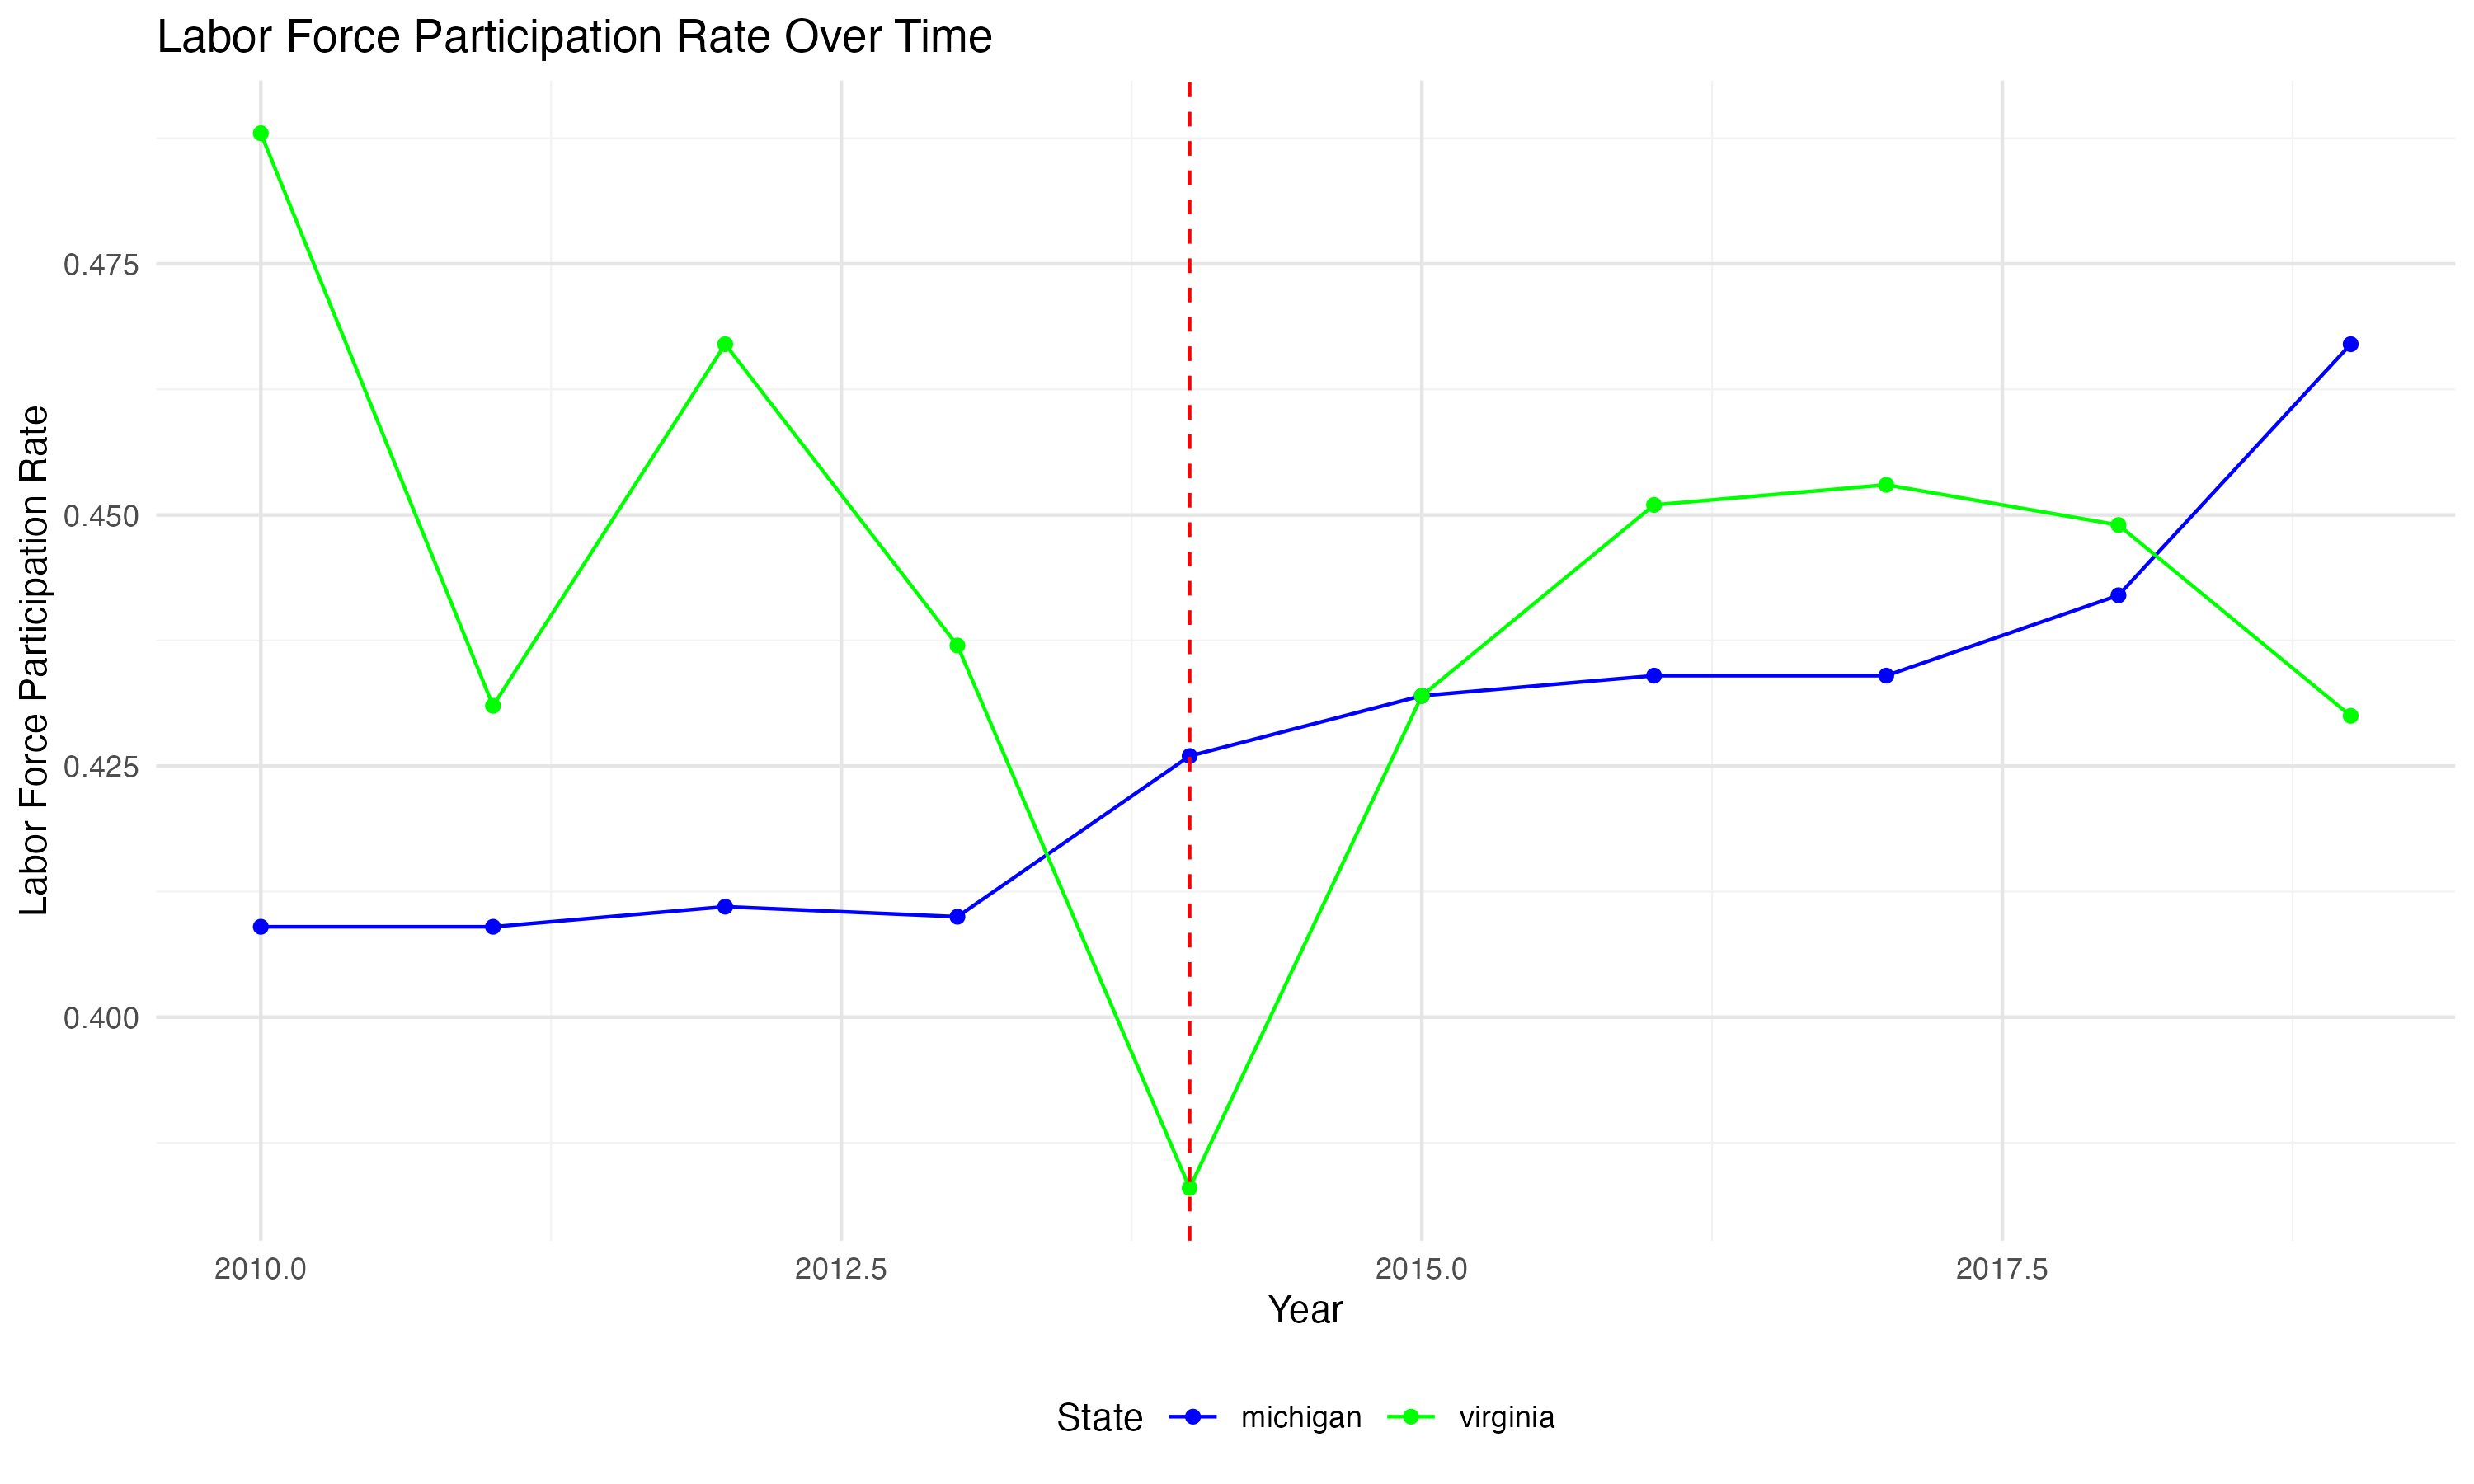 Labor Force Participation Rate Over Time
Labor Force Participation Rate
0.475
0.450
0.425
0.400
2010.0 2012.5 2015.0 2017.5
Year
State michigan virginia